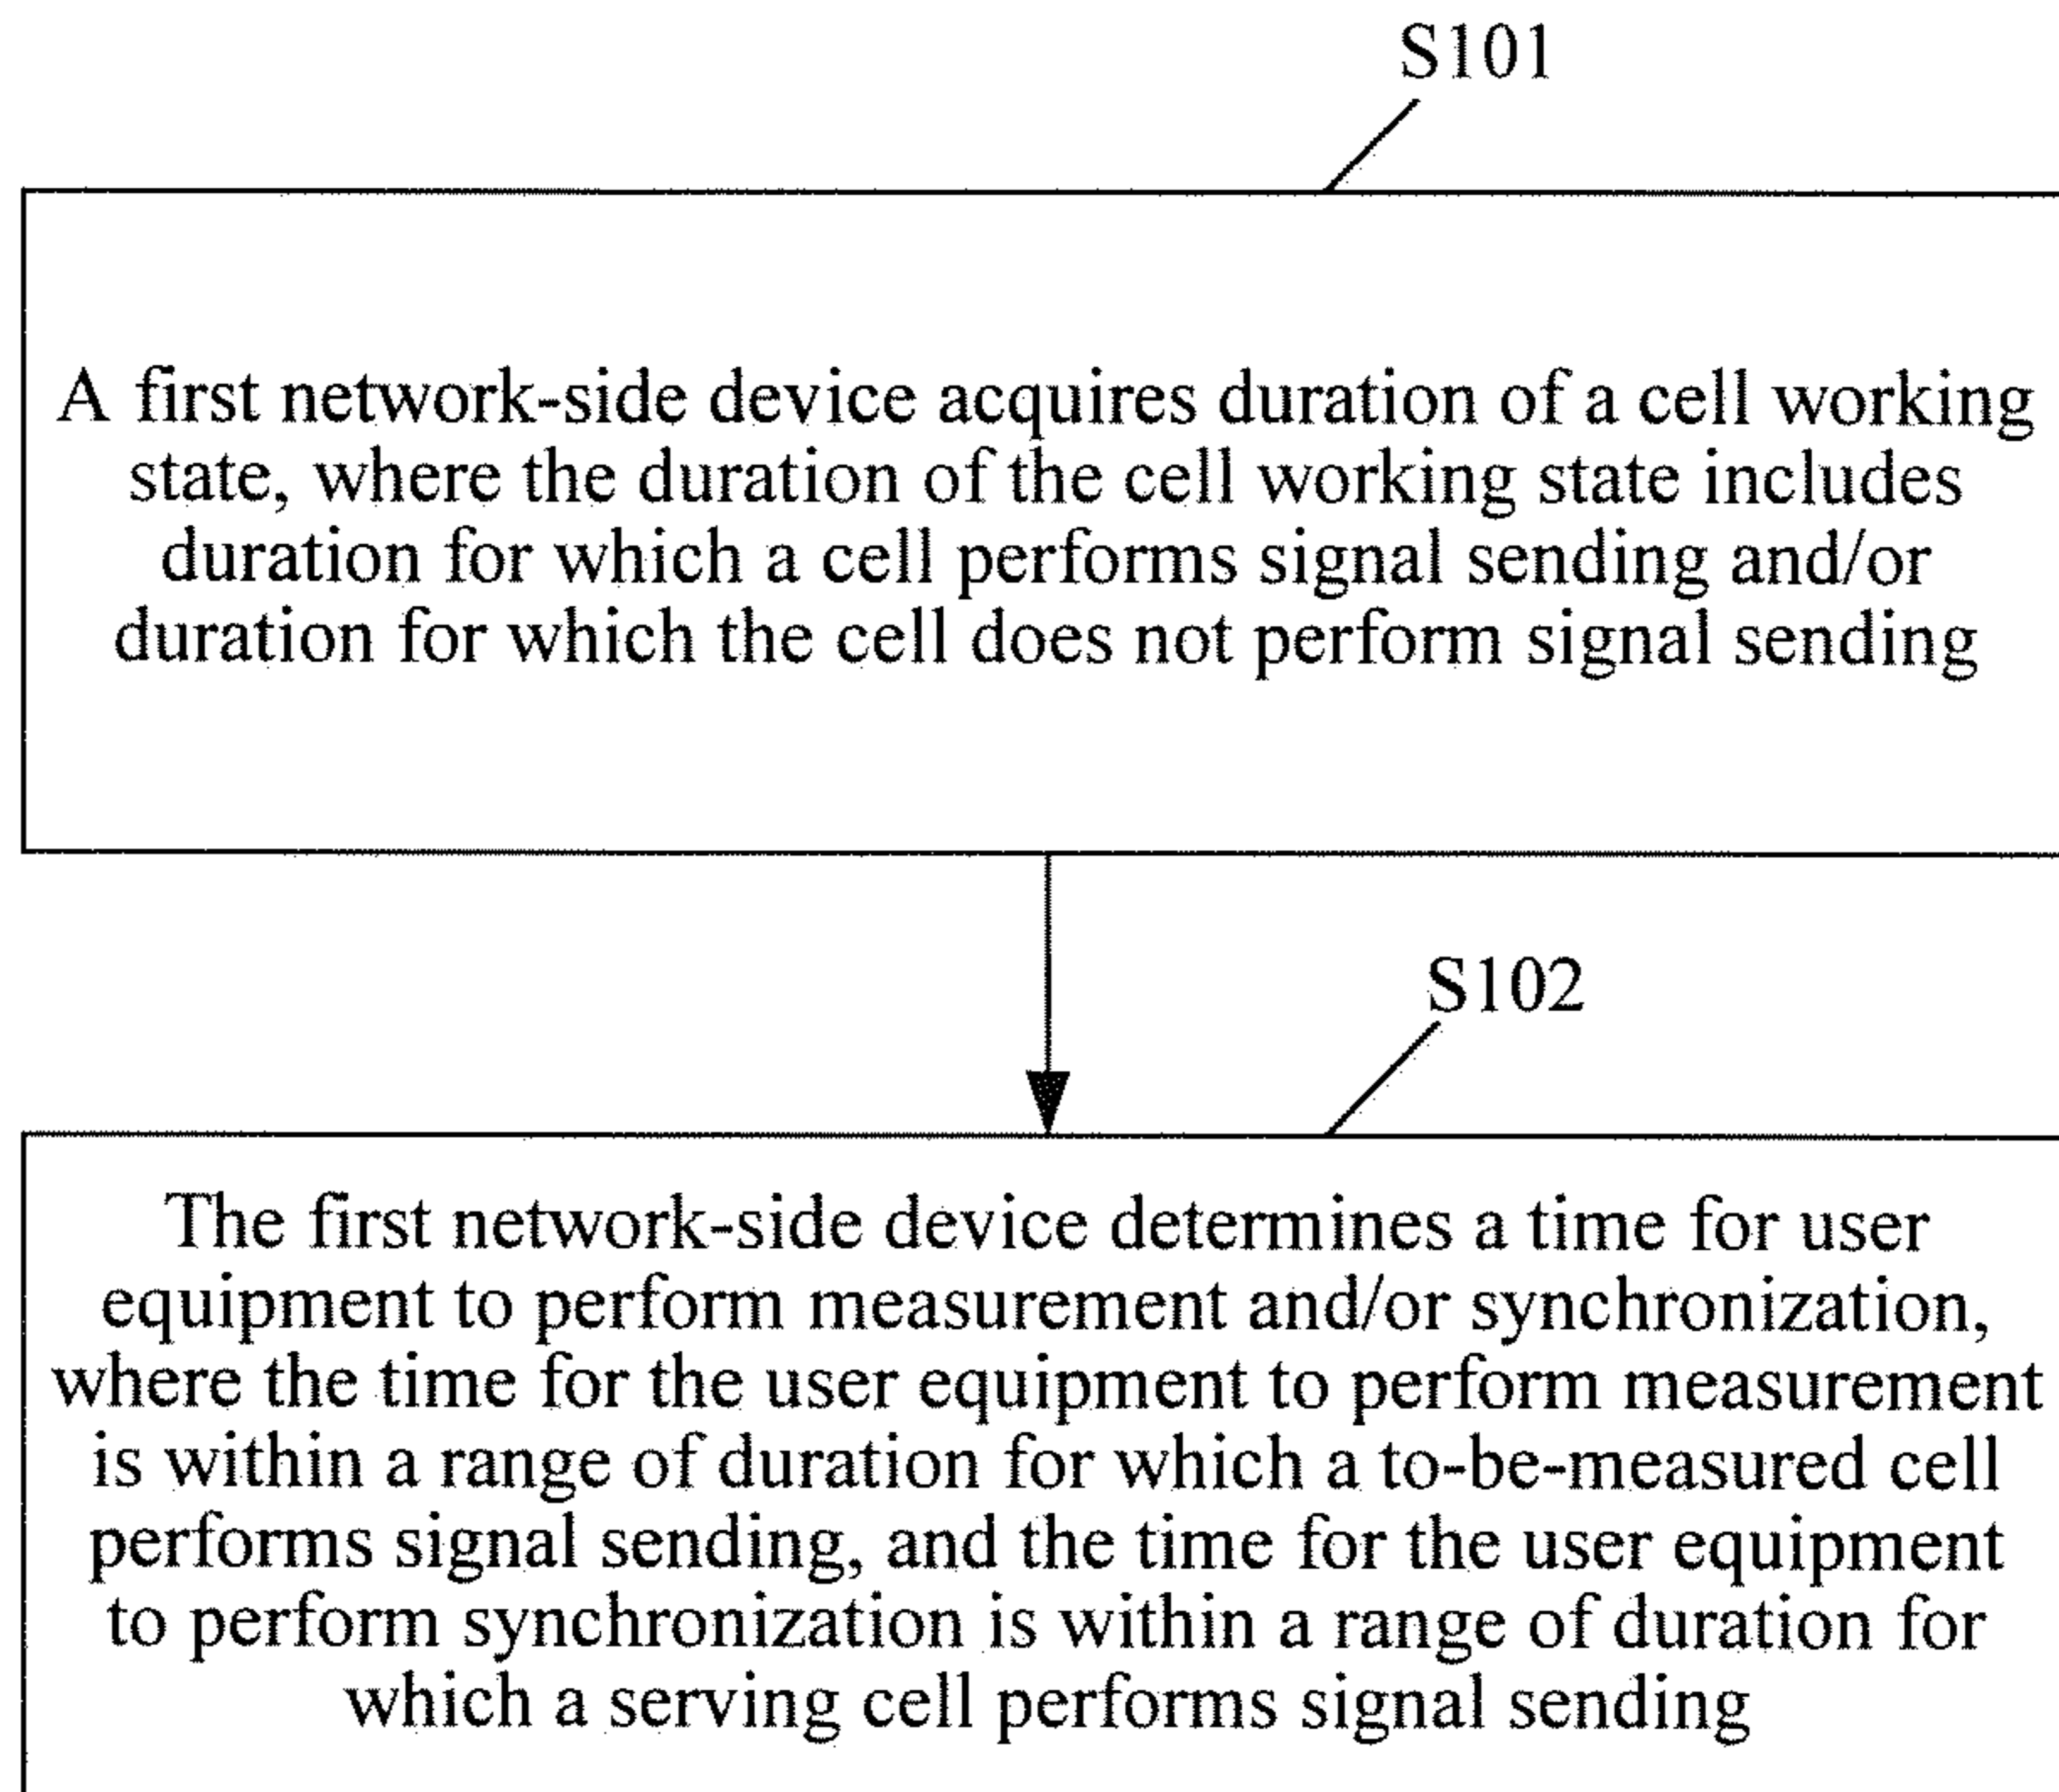 S101
A first network-side device acquires duration of a cell working
state, where the duration of the cell working state includes
duration for which a cell performs signal sending and/or
duration for which the cell does not perform signal sending
S102
The first network-side device determines a time for user
equipment to perform measurement and/or synchronization,
where the time for the user equipment to perform measurement
is within a range of duration for which a to-be-measured cell
performs signal sending, and the time for the user equipment
to perform synchronization is within a range of duration for
which a serving cell performs signal sending